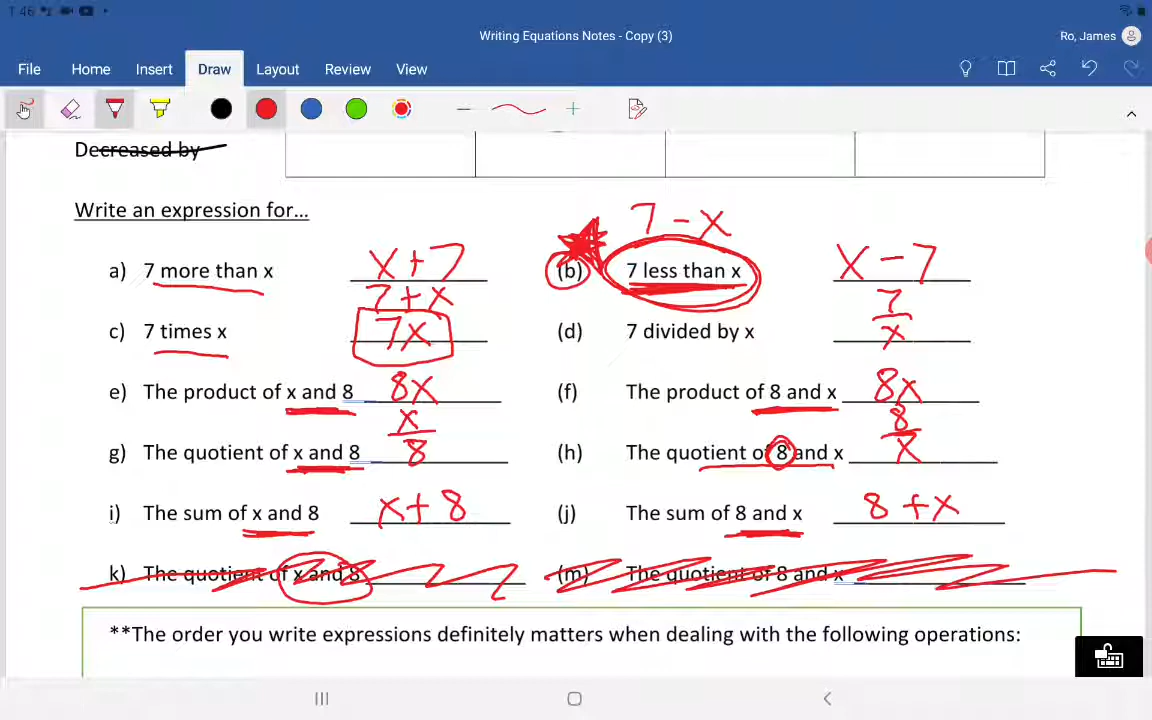 1:46
Writing Equations Notes - Copy (3)
Ro, James
File Home Insert Draw Layout Review View
Decreased by
Write an expression for...
7 - x
a) 7 more than x x + 7 (b) 7 less than x x - 7
7 + x
c) 7 times x 7x (d) 7 divided by x 7/x
e) The product of x and 8 8x (f) The product of 8 and x 8x
g) The quotient of x and 8 x/8 (h) The quotient of 8 and x 8/x
i) The sum of x and 8 x + 8 (j) The sum of 8 and x 8 + x
k) The quotient of x and 8 (m) The quotient of 8 and x
**The order you write expressions definitely matters when dealing with the following operations: